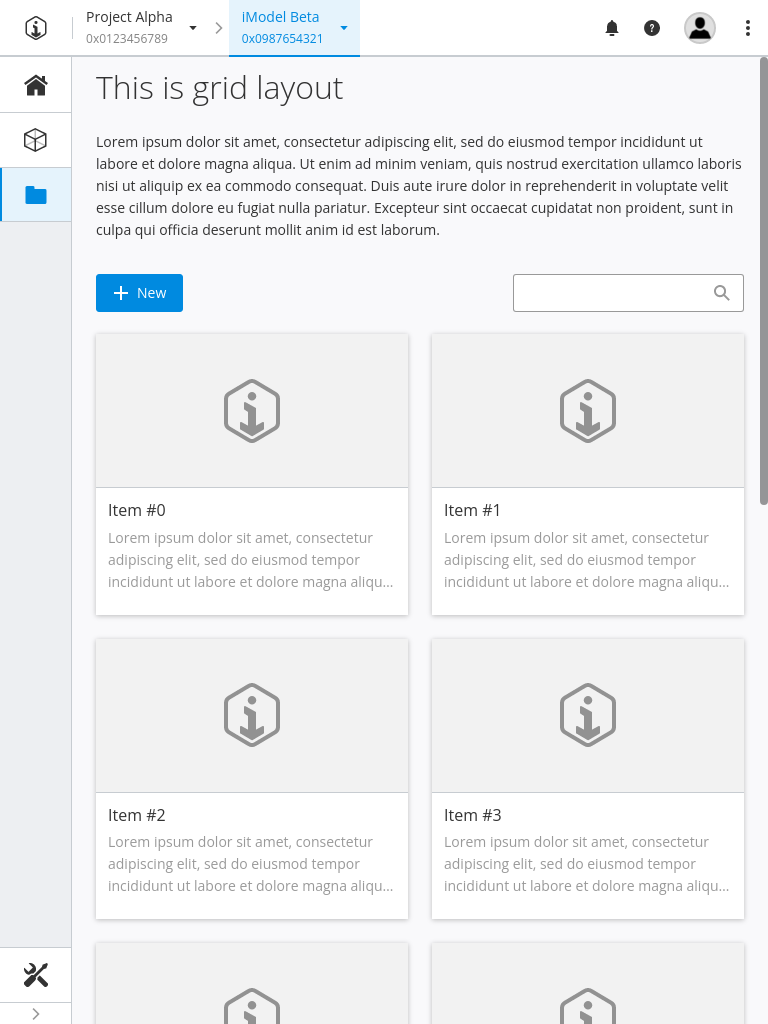 Project Alpha
0x0123456789
iModel Beta
0x0987654321
This is grid layout
Lorem ipsum dolor sit amet, consectetur adipiscing elit, sed do eiusmod tempor incididunt ut
labore et dolore magna aliqua. Ut enim ad minim veniam, quis nostrud exercitation ullamco laboris
nisi ut aliquip ex ea commodo consequat. Duis aute irure dolor in reprehenderit in voluptate velit
esse cillum dolore eu fugiat nulla pariatur. Excepteur sint occaecat cupidatat non proident, sunt in
culpa qui officia deserunt mollit anim id est laborum.
New
Item #0
Lorem ipsum dolor sit amet, consectetur
adipiscing elit, sed do eiusmod tempor
incididunt ut labore et dolore magna aliqu...
Item #1
Lorem ipsum dolor sit amet, consectetur
adipiscing elit, sed do eiusmod tempor
incididunt ut labore et dolore magna aliqu...
Item #2
Lorem ipsum dolor sit amet, consectetur
adipiscing elit, sed do eiusmod tempor
incididunt ut labore et dolore magna aliqu...
Item #3
Lorem ipsum dolor sit amet, consectetur
adipiscing elit, sed do eiusmod tempor
incididunt ut labore et dolore magna aliqu...